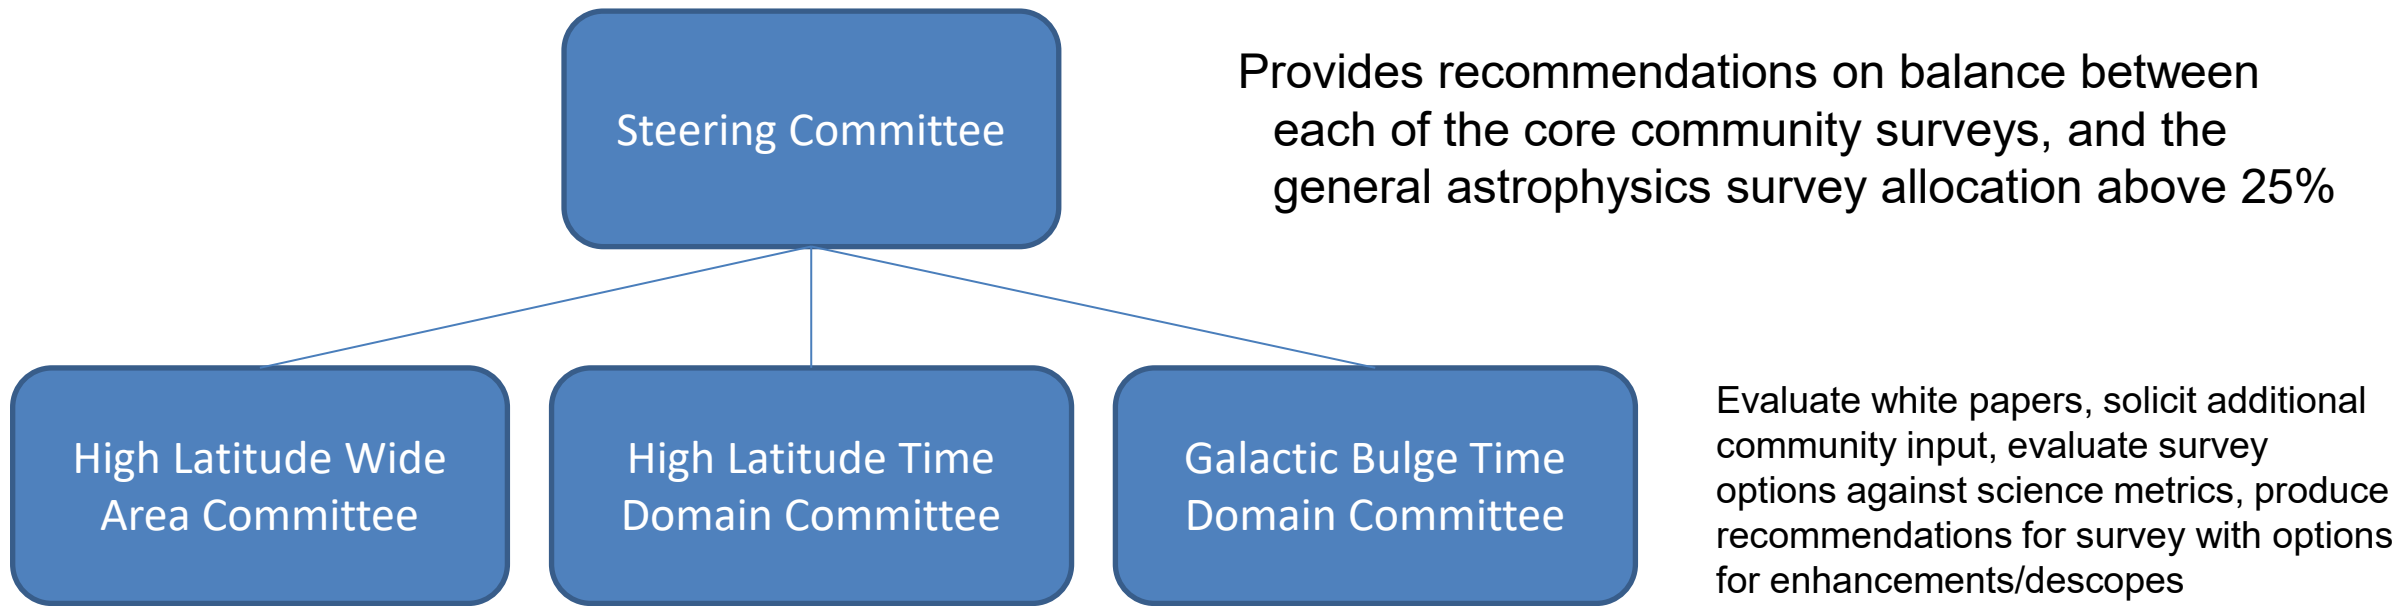 Steering Committee
Provides recommendations on balance between
each of the core community surveys, and the
general astrophysics survey allocation above 25%
High Latitude Wide
Area Committee
High Latitude Time
Domain Committee
Galactic Bulge Time
Domain Committee
Evaluate white papers, solicit additional
community input, evaluate survey
options against science metrics, produce
recommendations for survey with options
for enhancements/descopes